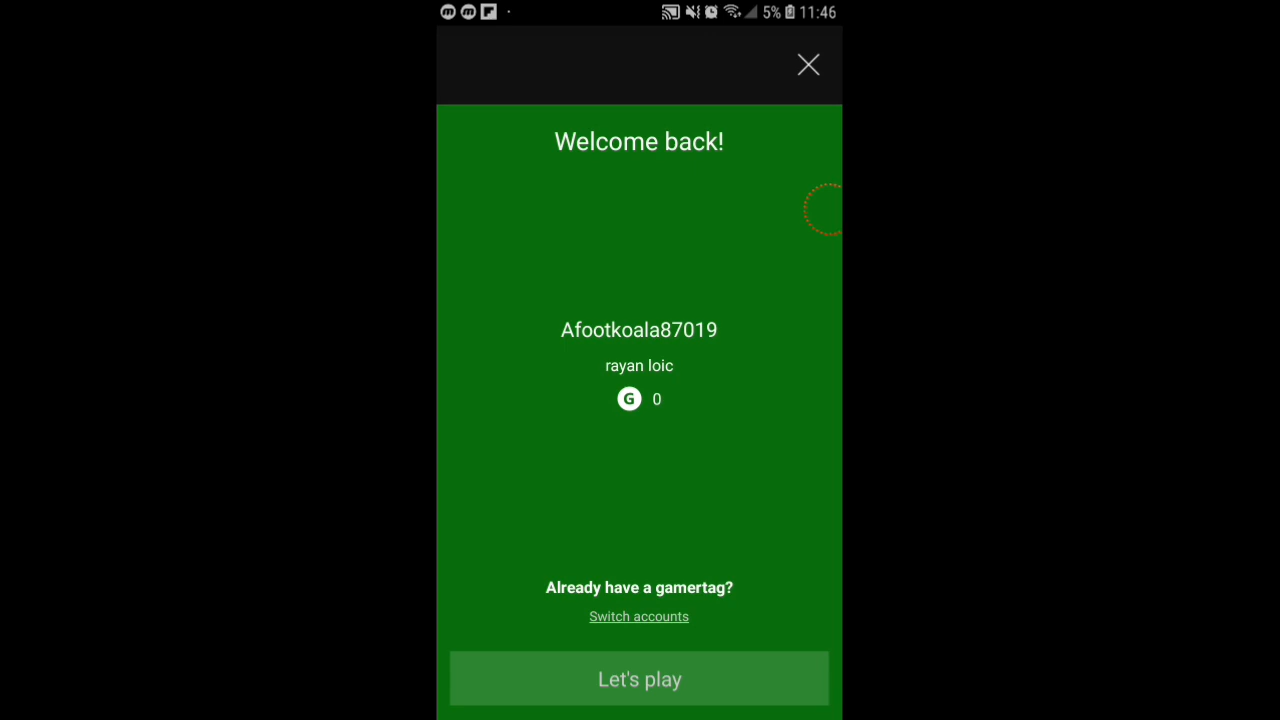 5% 11:46
Welcome back!
Afootkoala87019
rayan loic
G 0
Already have a gamertag?
Switch accounts
Let's play